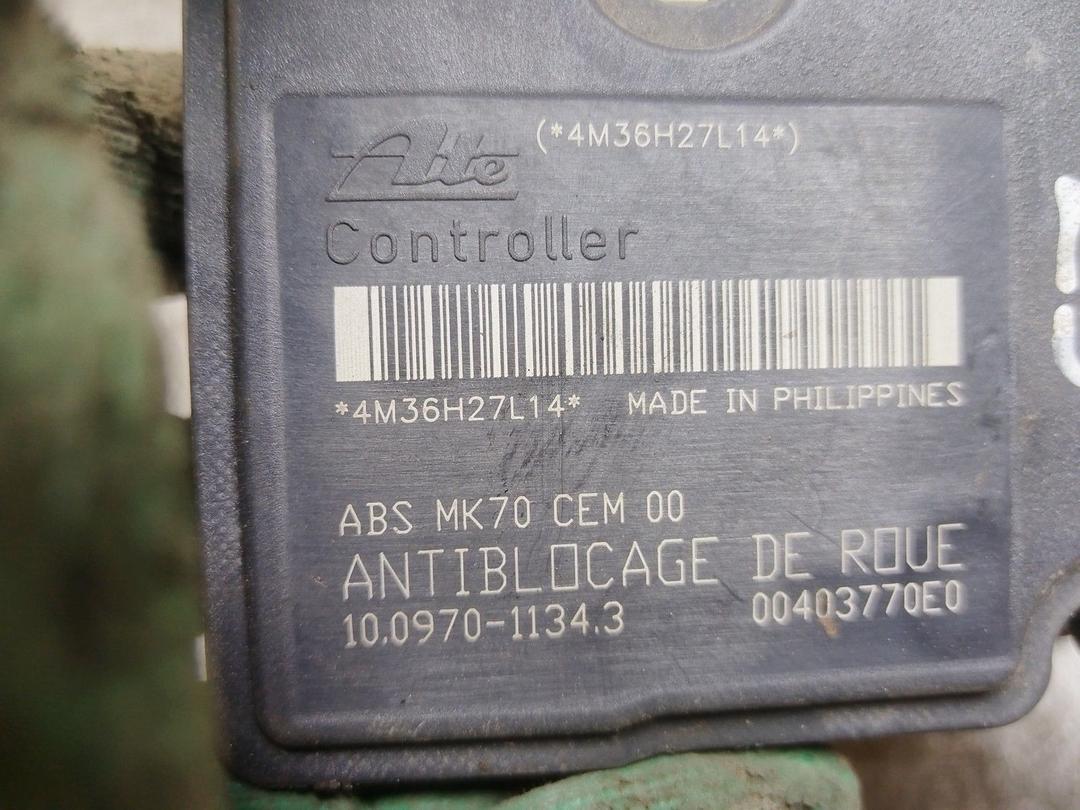 Ate (*4M36H27L14*)
Controller
*4M36H27L14* MADE IN PHILIPPINES
ABS MK70 CEM 00
ANTIBLOCAGE DE ROUE
10.0970-1134.3 00403770E0